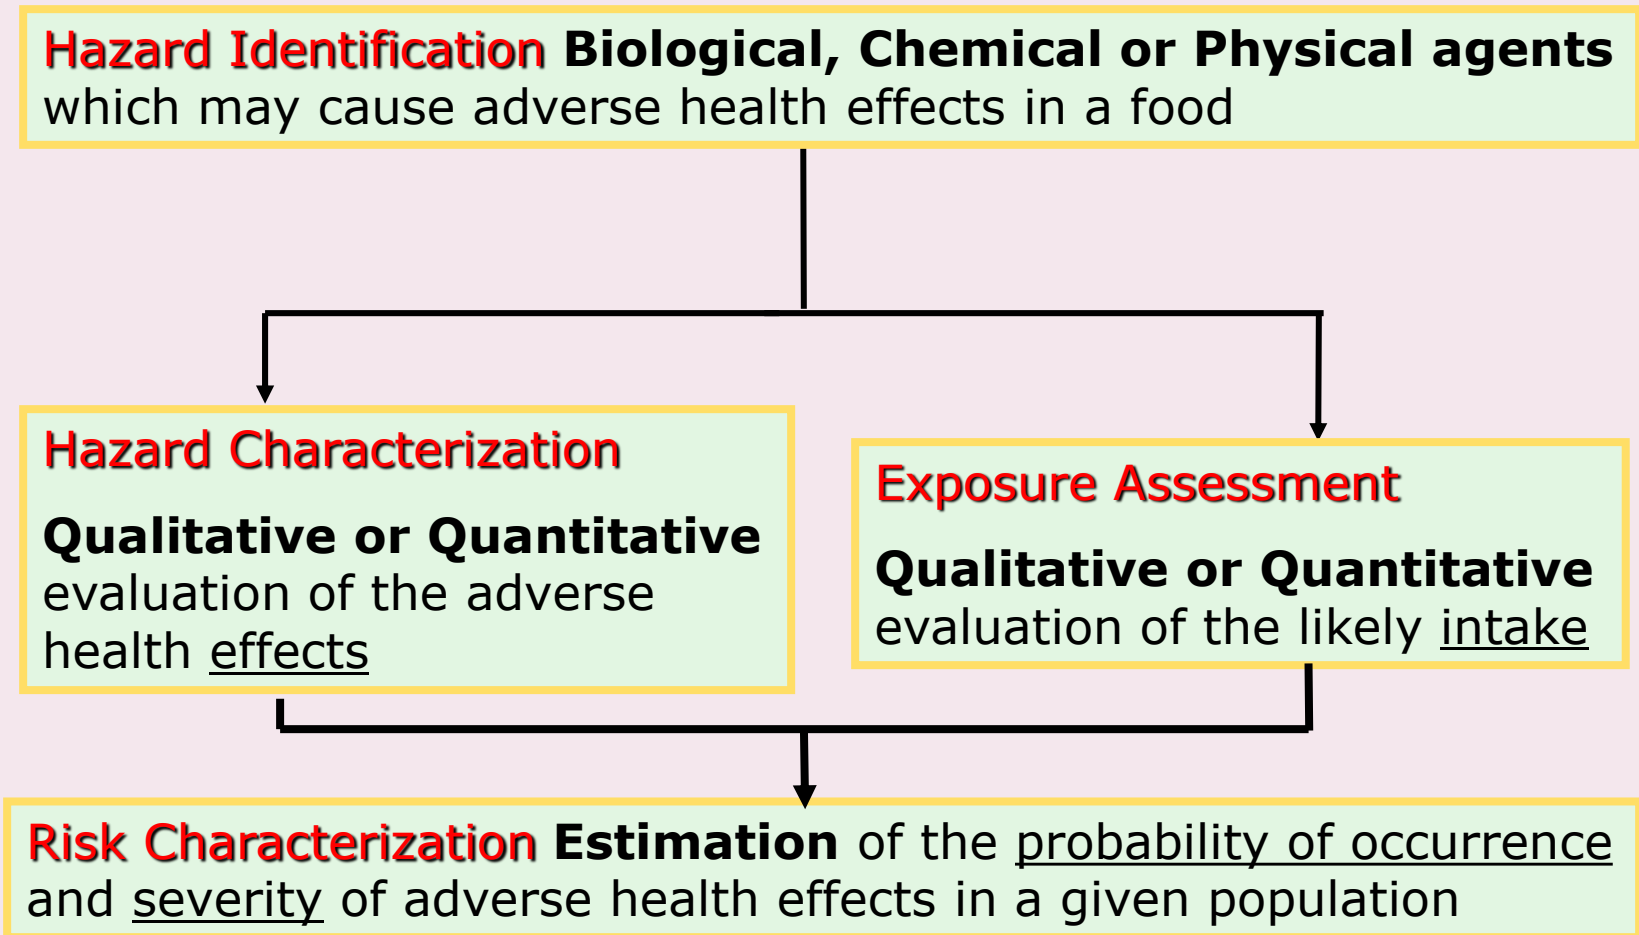 Hazard Identification Biological, Chemical or Physical agents
which may cause adverse health effects in a food
Hazard Characterization
Qualitative or Quantitative
evaluation of the adverse
health effects
Exposure Assessment
Qualitative or Quantitative
evaluation of the likely intake
Risk Characterization Estimation of the probability of occurrence
and severity of adverse health effects in a given population